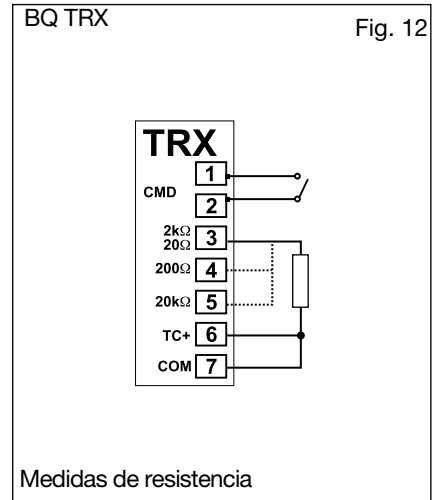 BQ TRX
Fig. 12
TRX
1
CMD
2
2kΩ
20Ω
3
200Ω 4
20kΩ 5
TC+ 6
COM 7
Medidas de resistencia